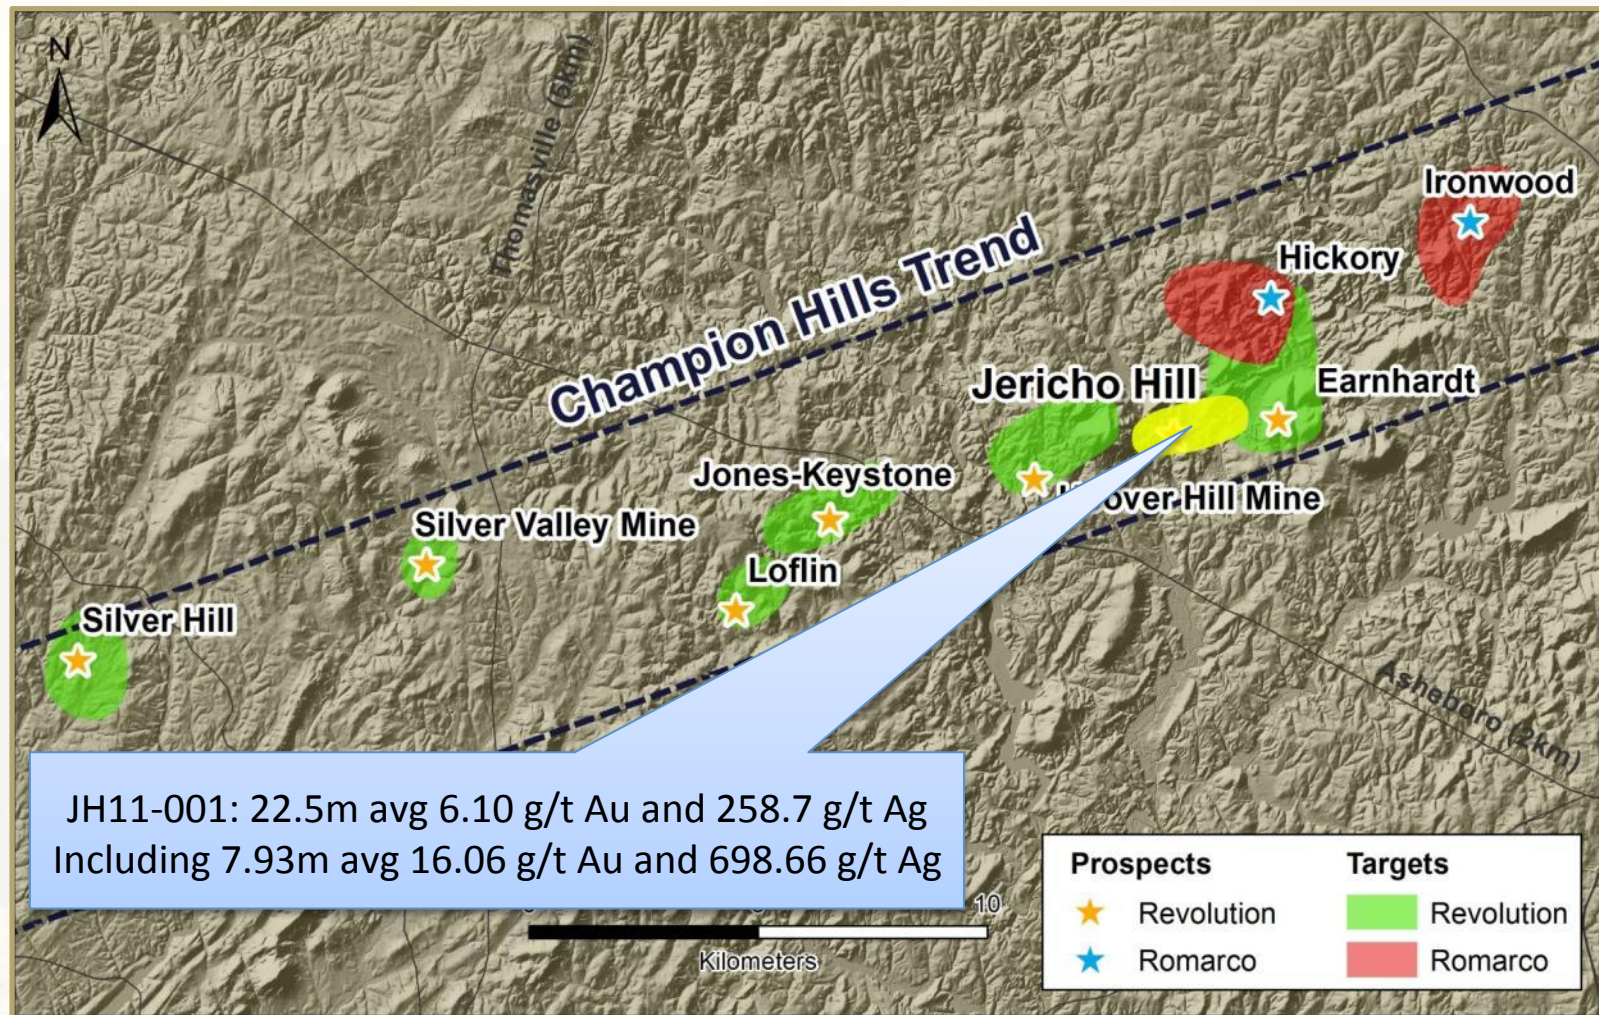 N
Thomasville (5km)
Ironwood
Hickory
Champion Hills Trend
Jericho Hill
Earnhardt
Jones-Keystone
Hill Mine
Silver Valley Mine
Loflin
Silver Hill
Asheboro (2km)
JH11-001: 22.5m avg 6.10 g/t Au and 258.7 g/t Ag
Including 7.93m avg 16.06 g/t Au and 698.66 g/t Ag
10
Kilometers
Prospects
Targets
Revolution
Revolution
Romarco
Romarco